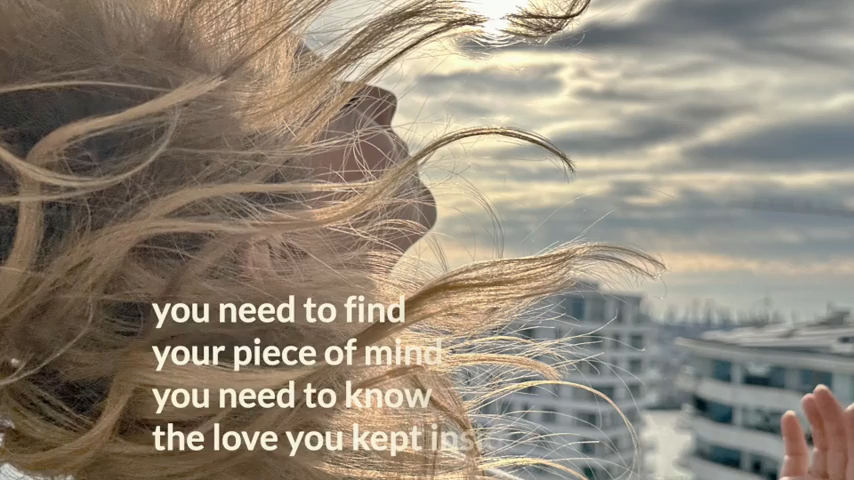 you need to find
your piece of mind
you need to know
the love you kept